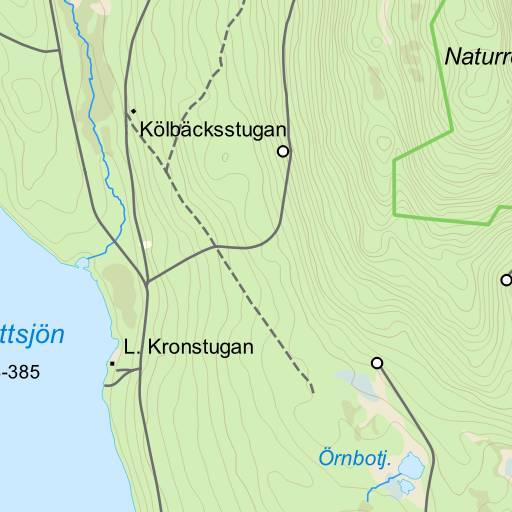 Naturr
Kölbäcksstugan
ttsjön
L. Kronstugan
-385
Örnbotj.